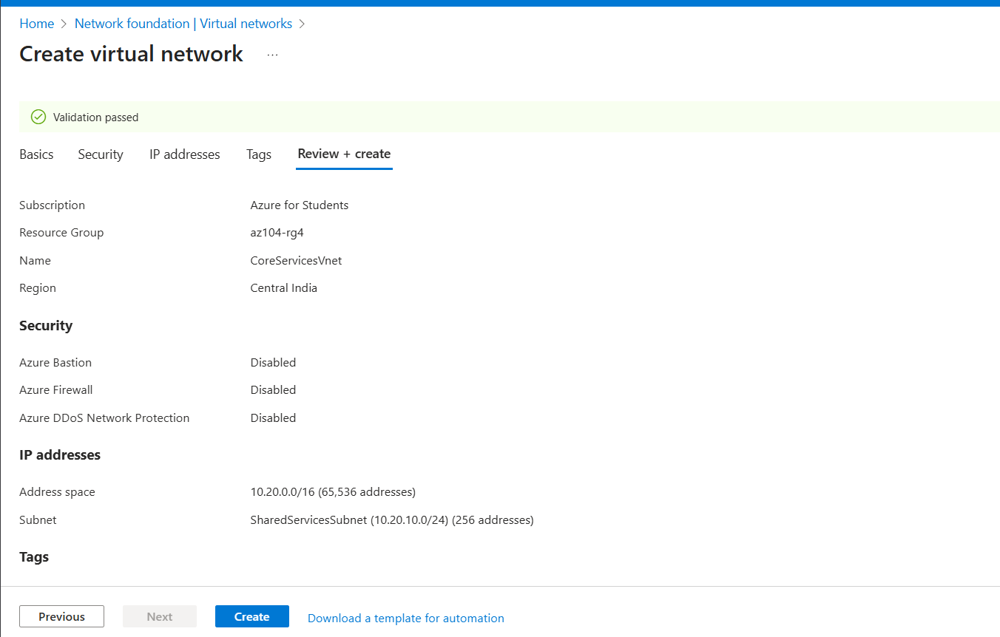 Home > Network foundation | Virtual networks >
Create virtual network ...
Validation passed
Basics Security IP addresses Tags Review + create
Subscription Azure for Students
Resource Group az104-rg4
Name CoreServicesVnet
Region Central India
Security
Azure Bastion Disabled
Azure Firewall Disabled
Azure DDoS Network Protection Disabled
IP addresses
Address space 10.20.0.0/16 (65,536 addresses)
Subnet SharedServicesSubnet (10.20.10.0/24) (256 addresses)
Tags
Previous Next Create Download a template for automation